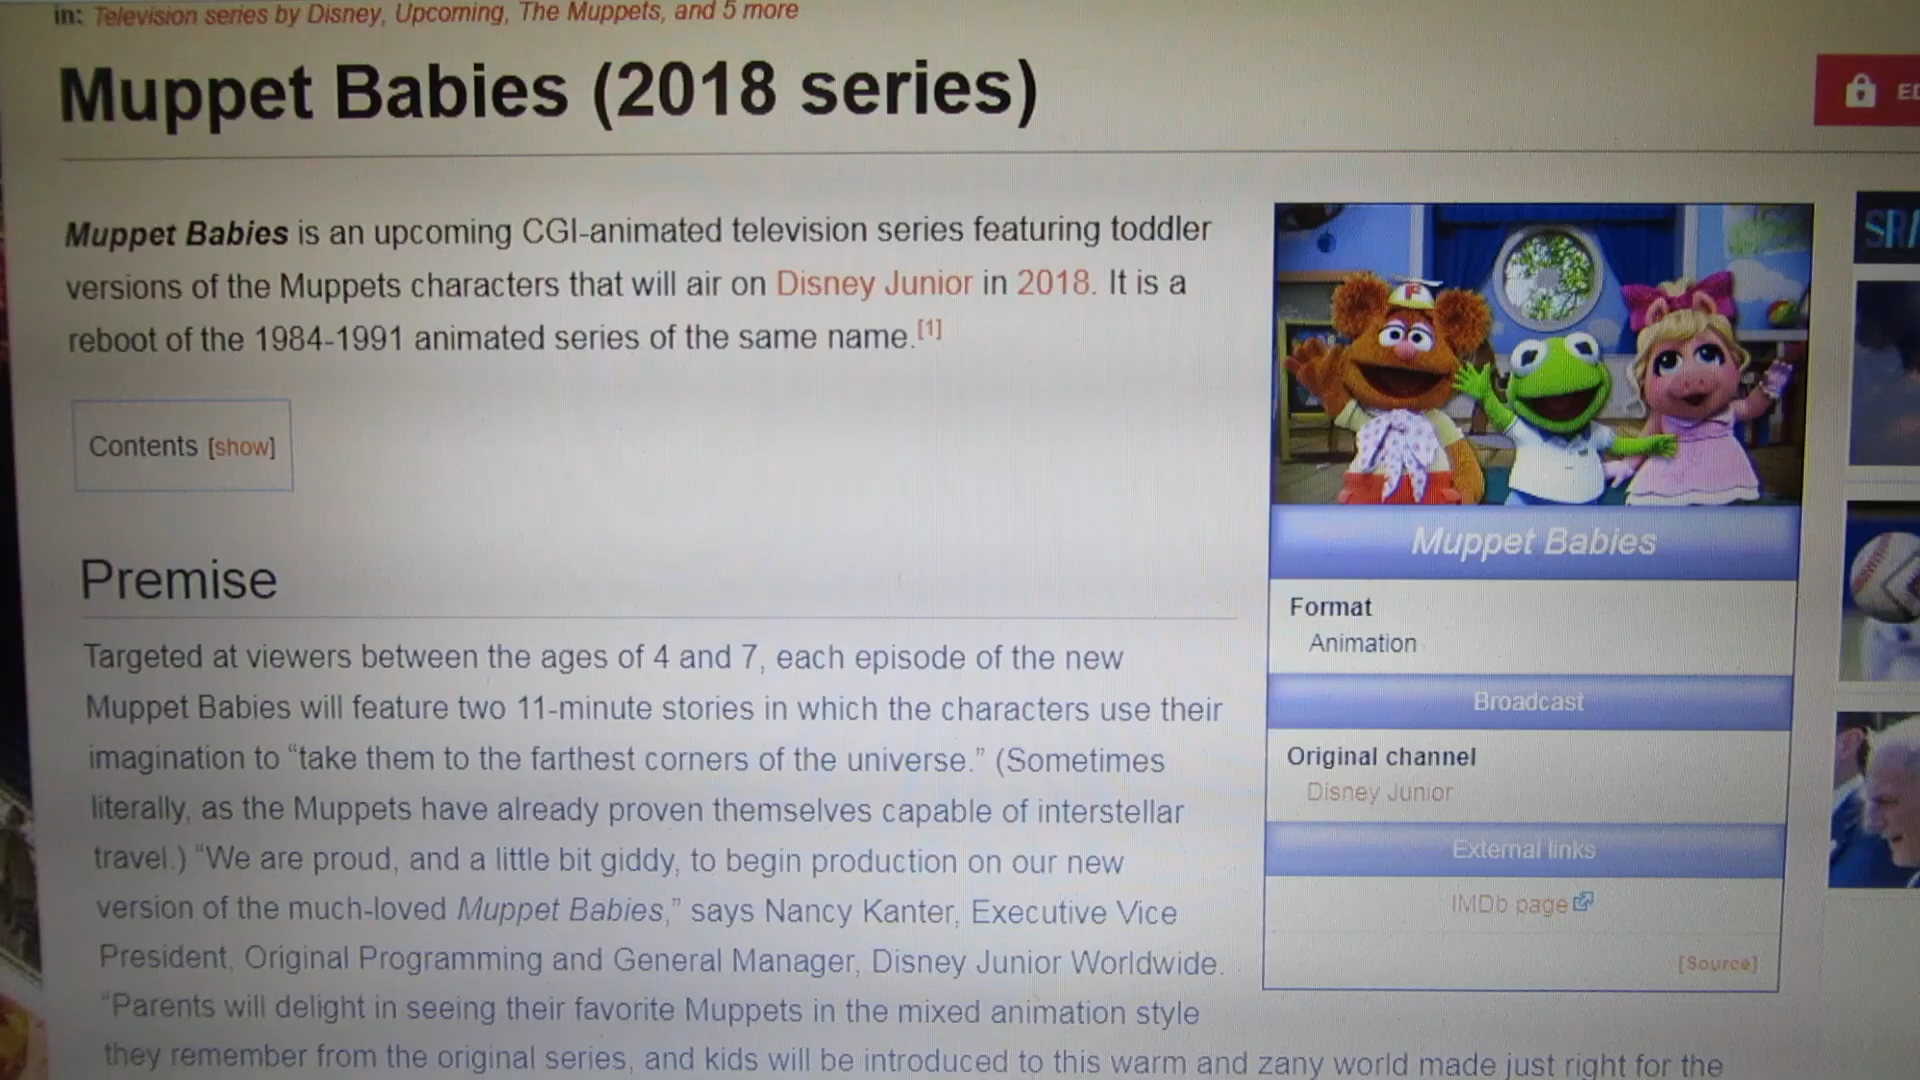 in: Television series by Disney, Upcoming, The Muppets, and 5 more
Muppet Babies (2018 series)
Muppet Babies is an upcoming CGI-animated television series featuring toddler
versions of the Muppets characters that will air on Disney Junior in 2018. It is a
reboot of the 1984-1991 animated series of the same name.[1]
Contents [show]
Premise
Targeted at viewers between the ages of 4 and 7, each episode of the new
Muppet Babies will feature two 11-minute stories in which the characters use their
imagination to “take them to the farthest corners of the universe.” (Sometimes
literally, as the Muppets have already proven themselves capable of interstellar
travel.) “We are proud, and a little bit giddy, to begin production on our new
version of the much-loved Muppet Babies,” says Nancy Kanter, Executive Vice
President, Original Programming and General Manager, Disney Junior Worldwide.
“Parents will delight in seeing their favorite Muppets in the mixed animation style
they remember from the original series, and kids will be introduced to this warm and zany world made just right for the
F
Muppet Babies
Format
Animation
Broadcast
Original channel
Disney Junior
External links
IMDb page
[Source]